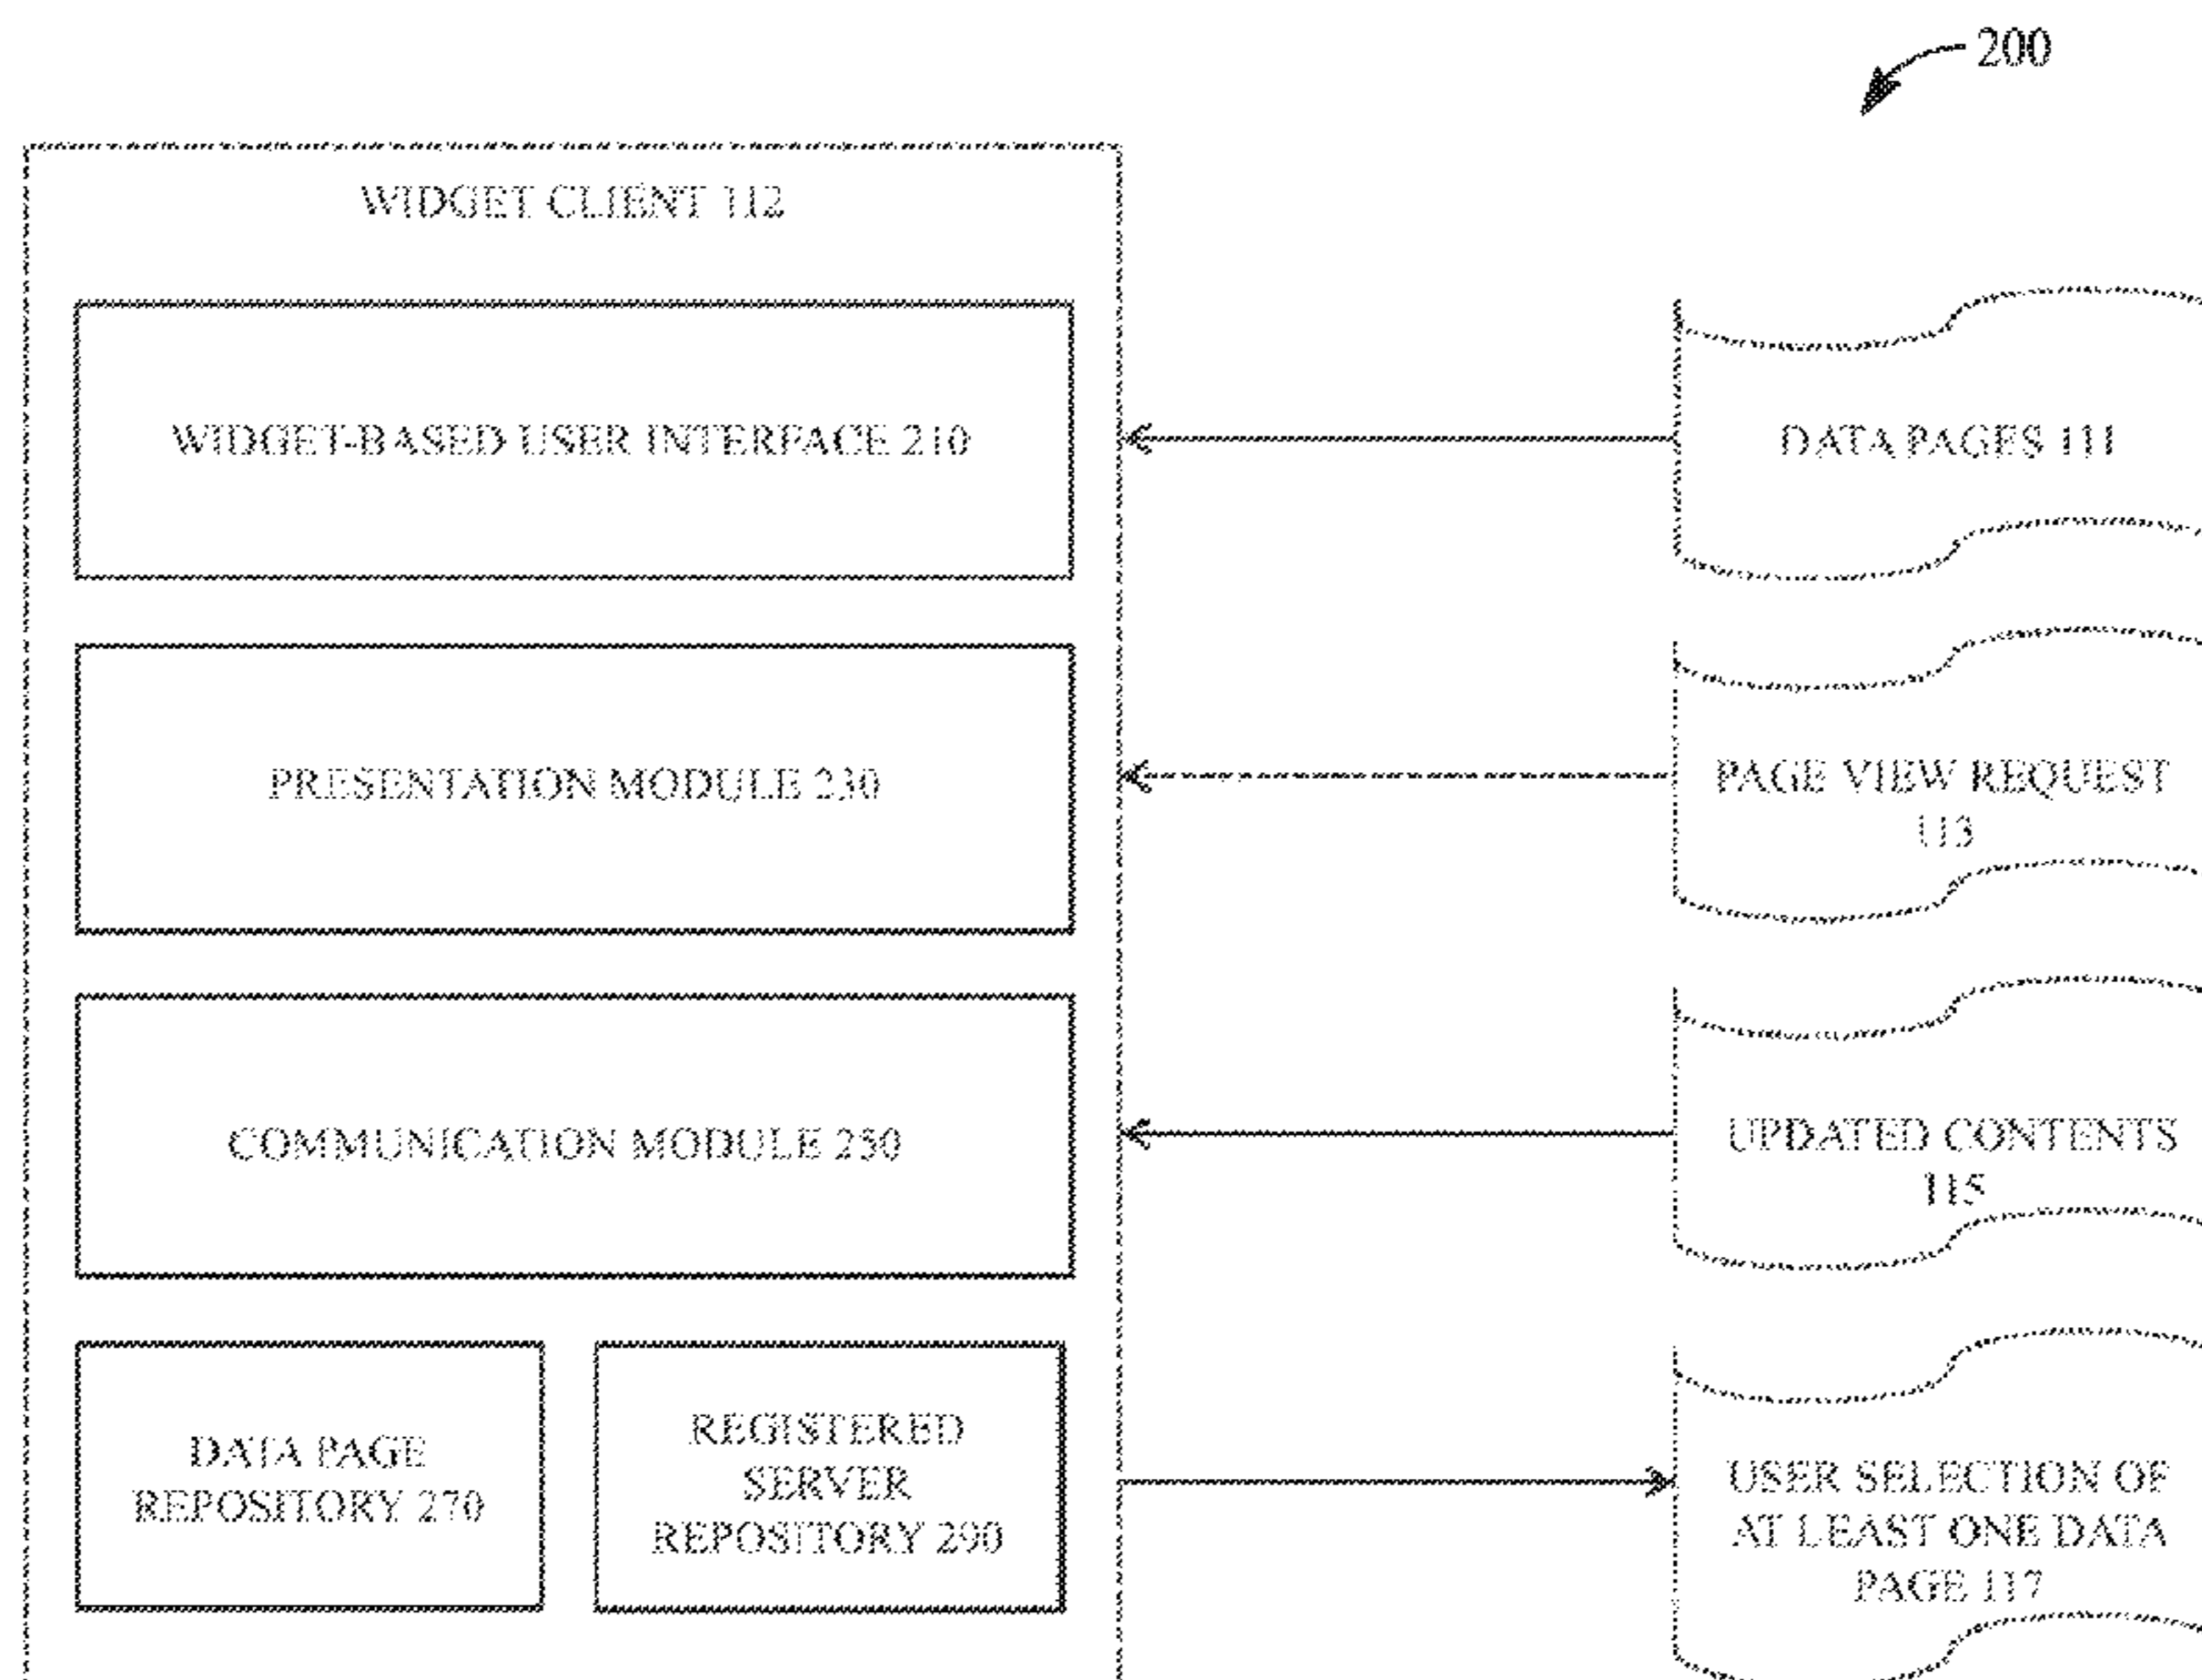 200
WIDGET CLIENT 112
WIDGET-BASED USER INTERFACE 210
DATA PAGES 111
PRESENTATION MODULE 230
PAGE VIEW REQUEST
113
COMMUNICATION MODULE 250
UPDATED CONTENTS
115
DATA PAGE
REPOSITORY 270
REGISTERED
SERVER
REPOSITORY 290
USER SELECTION OF
AT LEAST ONE DATA
PAGE 117